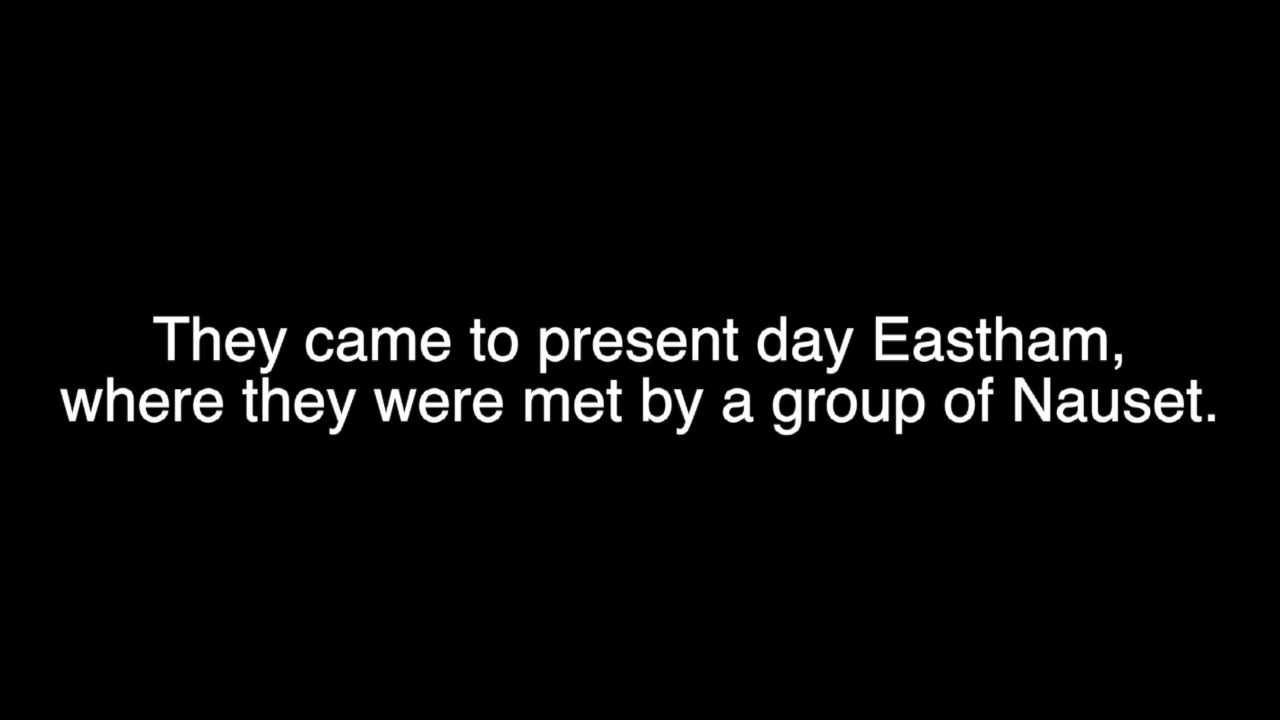 They came to present day Eastham,
where they were met by a group of Nauset.